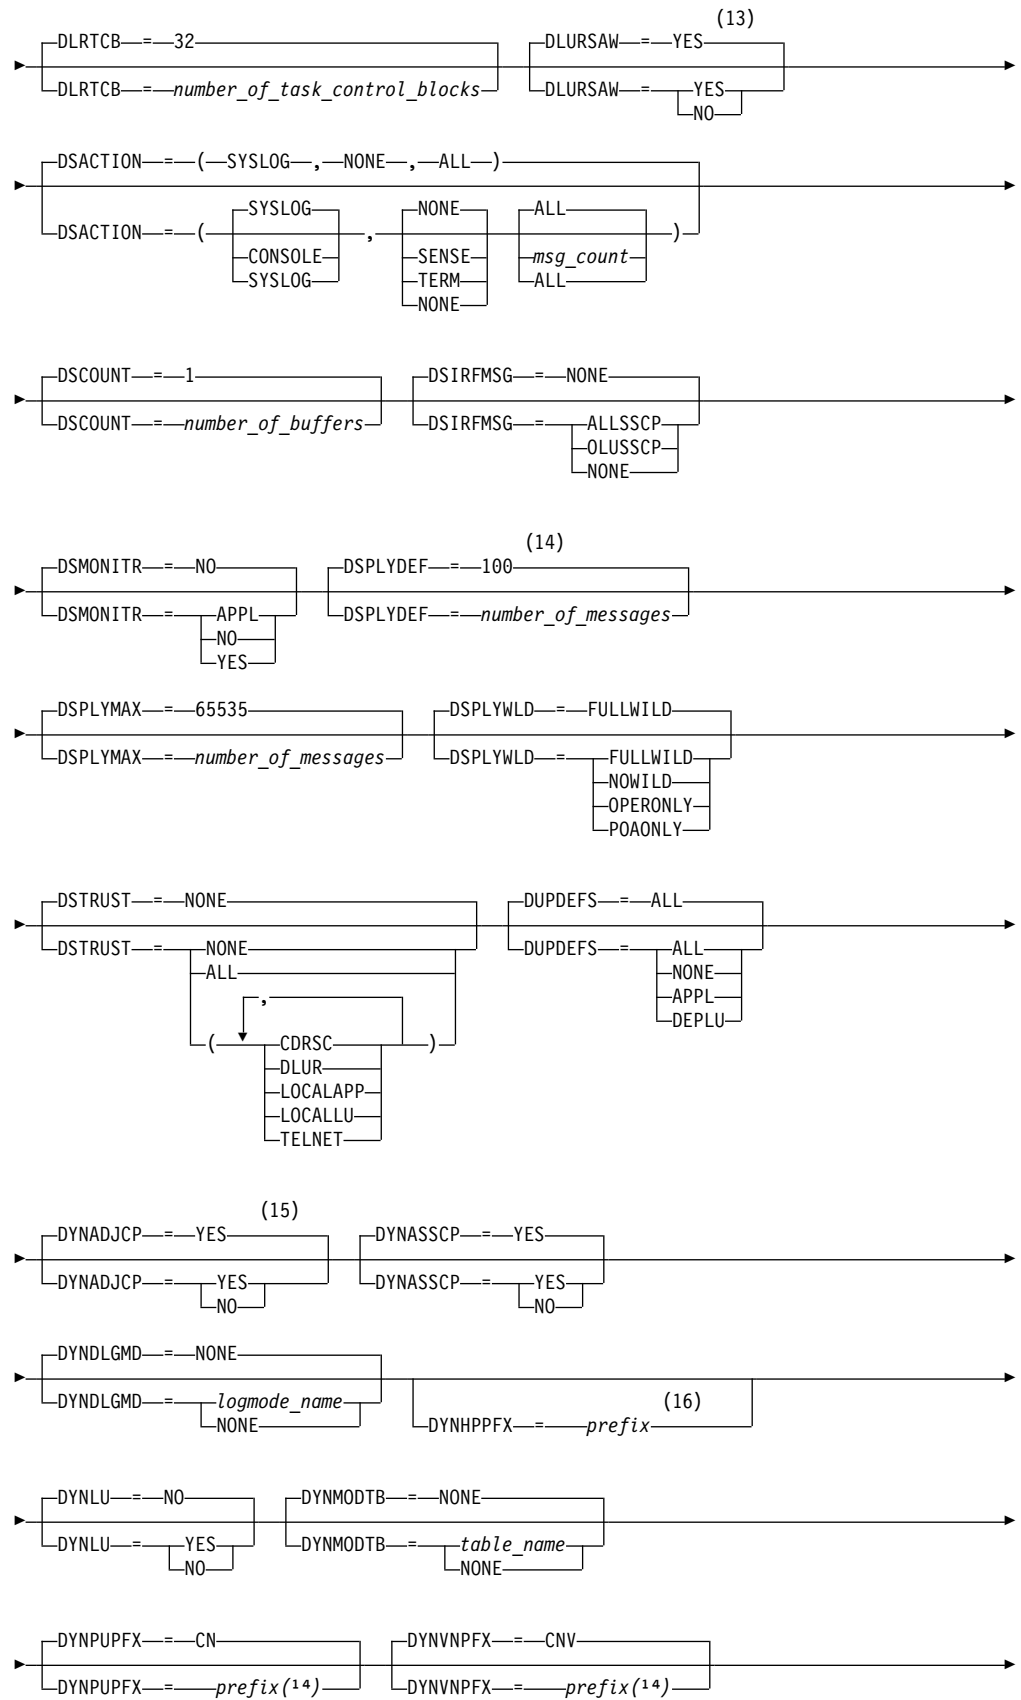 (13)
DLRTCB = 32 DLURSAW = YES
DLRTCB = number_of_task_control_blocks DLURSAW = YES
NO
DSACTION = ( SYSLOG , NONE , ALL )
SYSLOG NONE ALL
DSACTION = ( , )
CONSOLE SENSE msg_count
SYSLOG TERM ALL
NONE
DSCOUNT = 1 DSIRFMSG = NONE
DSCOUNT = number_of_buffers DSIRFMSG = ALLSSCP
OLUSSCP
NONE
(14)
DSMONITR = NO DSPLYDEF = 100
DSMONITR = APPL DSPLYDEF = number_of_messages
NO
YES
DSPLYMAX = 65535 DSPLYWLD = FULLWILD
DSPLYMAX = number_of_messages DSPLYWLD = FULLWILD
NOWILD
OPERONLY
POAONLY
DSTRUST = NONE DUPDEFS = ALL
DSTRUST = NONE DUPDEFS = ALL
ALL NONE
, APPL
DEPLU
( CDRSC )
DLUR
LOCALAPP
LOCALLU
TELNET
(15)
DYNADJCP = YES DYNASSCP = YES
DYNADJCP = YES DYNASSCP = YES
NO NO
DYNDLGMD = NONE
DYNDLGMD = logmode_name (16)
NONE DYNHPPFX = prefix
DYNLU = NO DYNMODTB = NONE
DYNLU = YES DYNMODTB = table_name
NO NONE
DYNPUPFX = CN DYNVNPFX = CNV
DYNPUPFX = prefix(14) DYNVNPFX = prefix(14)